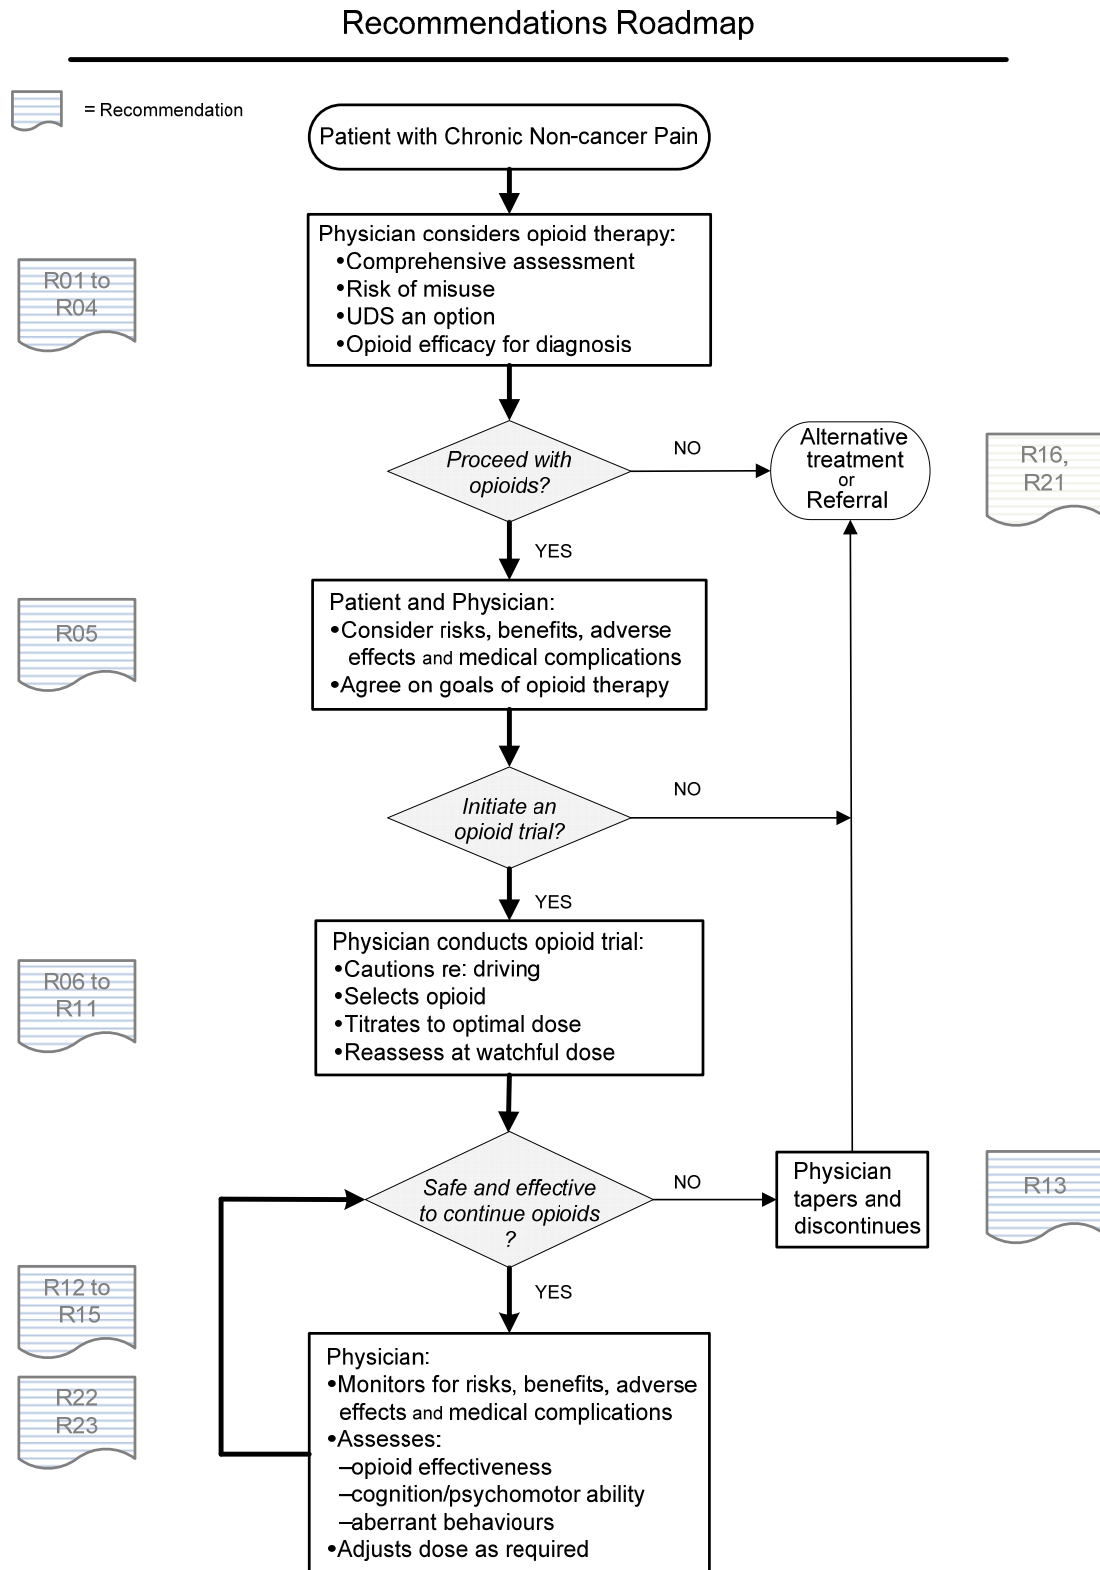 Recommendations Roadmap
= Recommendation
Patient with Chronic Non-cancer Pain
Physician considers opioid therapy:
•Comprehensive assessment
•Risk of misuse
•UDS an option
•Opioid efficacy for diagnosis
R01 to
R04
Proceed with
opioids?
NO
Alternative
treatment
or
Referral
R16,
R21
YES
Patient and Physician:
•Consider risks, benefits, adverse
effects and medical complications
•Agree on goals of opioid therapy
R05
Initiate an
opioid trial?
NO
YES
Physician conducts opioid trial:
•Cautions re: driving
•Selects opioid
•Titrates to optimal dose
•Reassess at watchful dose
R06 to
R11
Safe and effective
to continue opioids
?
NO
Physician
tapers and
discontinues
R13
YES
R12 to
R15
R22
R23
Physician:
•Monitors for risks, benefits, adverse
effects and medical complications
•Assesses:
–opioid effectiveness
–cognition/psychomotor ability
–aberrant behaviours
•Adjusts dose as required